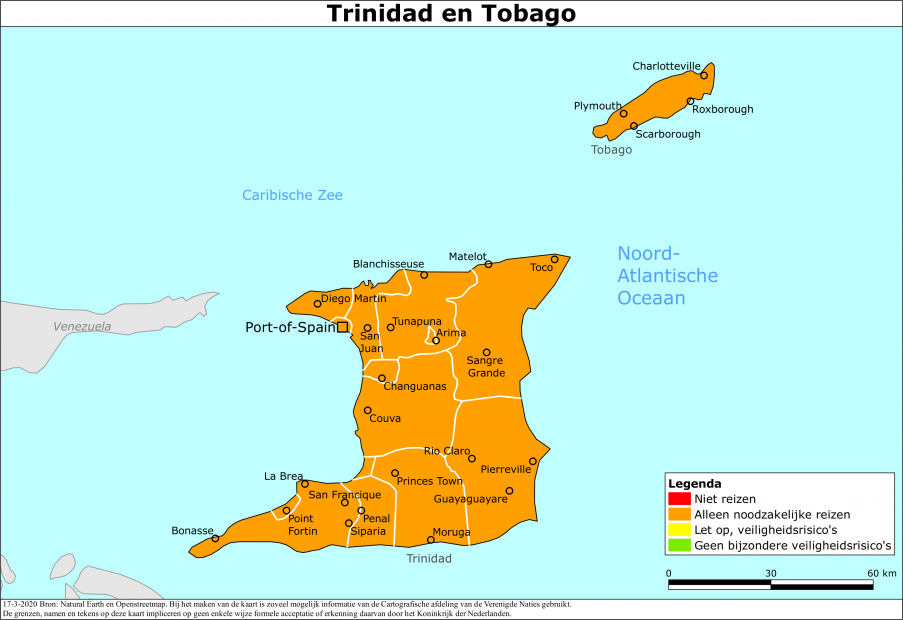 Trinidad en Tobago
Charlotteville
Plymouth
Roxborough
Scarborough
Tobago
Caribische Zee
Noord-
Atlantische
Oceaan
Matelot
Blanchisseuse
Toco
Diego Martin
Venezuela
Port-of-Spain
Tunapuna
San
Juan
Arima
Sangre
Grande
Changuanas
Couva
Rio Claro
Pierreville
La Brea
Princes Town
San Francique
Guayaguayare
Point
Fortin
Penal
Siparia
Bonasse
Moruga
Trinidad
Legenda
Niet reizen
Alleen noodzakelijke reizen
Let op, veiligheidsrisico's
Geen bijzondere veiligheidsrisico's
0 30 60 km
17-3-2020 Bron: Natural Earth en Openstreetmap. Bij het maken van de kaart is zoveel mogelijk informatie van de Cartografische afdeling van de Verenigde Naties gebruikt.
De grenzen, namen en tekens op deze kaart impliceren op geen enkele wijze formele acceptatie of erkenning daarvan door het Koninkrijk der Nederlanden.